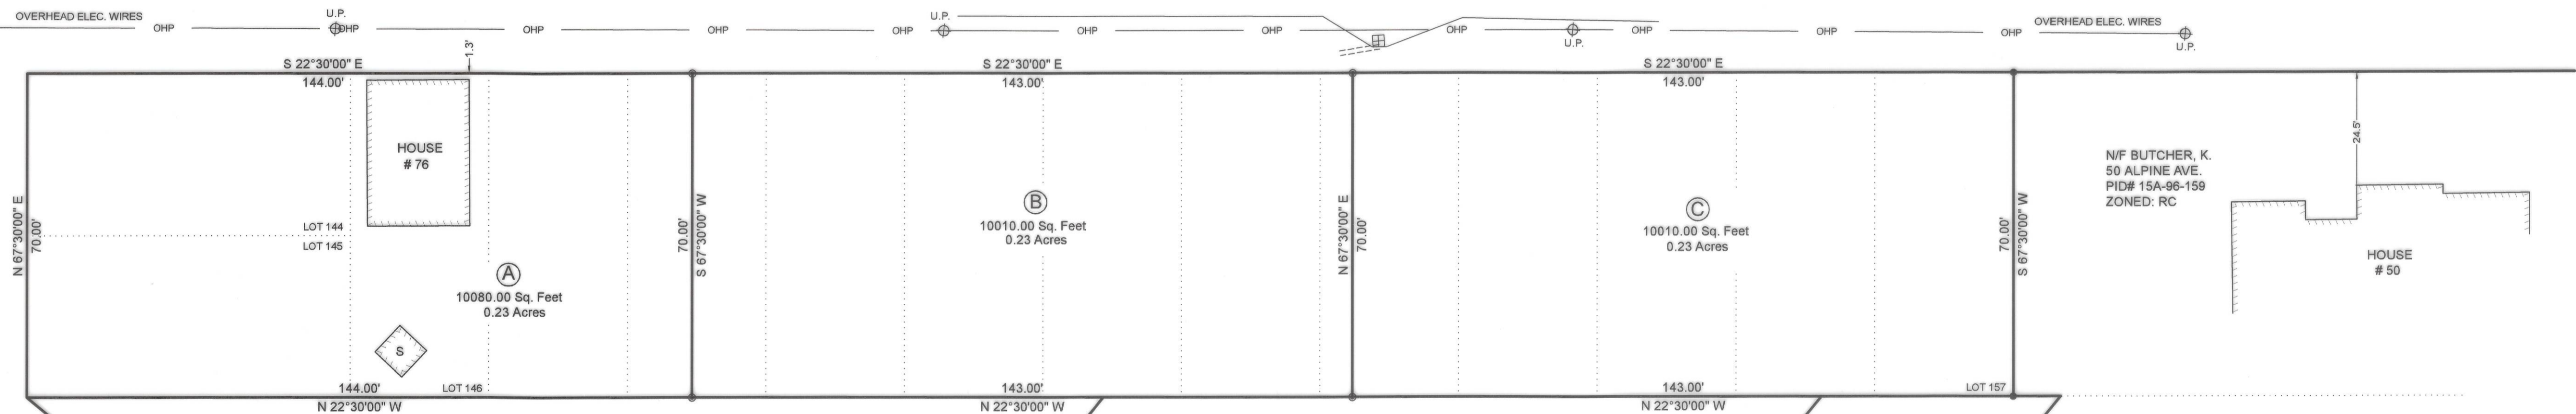 OVERHEAD ELEC. WIRES
U.P.
U.P.
OVERHEAD ELEC. WIRES
OHP
OHP
OHP
OHP
OHP
OHP
OHP
OHP
OHP
OHP
OHP
U.P.
U.P.
1.3'
S 22°30'00" E
144.00'
S 22°30'00" E
143.00'
S 22°30'00" E
143.00'
HOUSE
# 76
N 67°30'00" E
70.00'
LOT 144
LOT 145
A
10080.00 Sq. Feet
0.23 Acres
S
144.00'
LOT 146
N 22°30'00" W
70.00'
S 67°30'00" W
B
10010.00 Sq. Feet
0.23 Acres
143.00'
N 22°30'00" W
N 67°30'00" E
70.00'
C
10010.00 Sq. Feet
0.23 Acres
143.00'
N 22°30'00" W
LOT 157
70.00'
S 67°30'00" W
N/F BUTCHER, K.
50 ALPINE AVE.
PID# 15A-96-159
ZONED: RC
24.5'
HOUSE
# 50